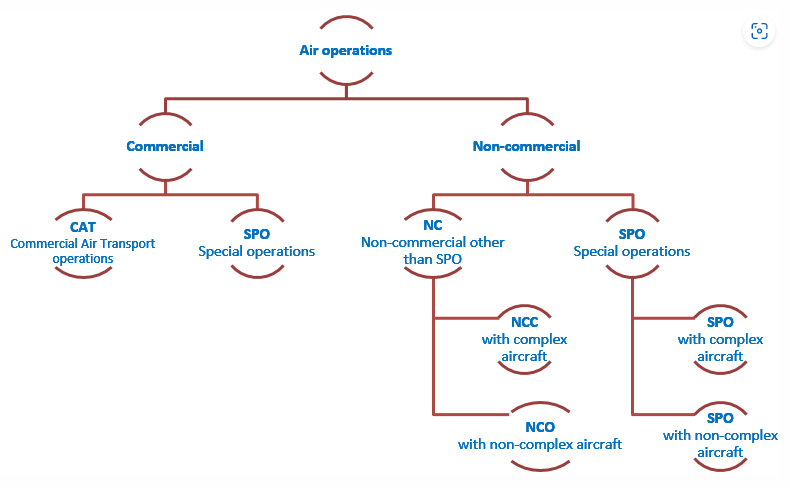 Air operations
Commercial
Non-commercial
CAT
Commercial Air Transport
operations
SPO
Special operations
NC
Non-commercial other
than SPO
SPO
Special operations
NCC
with complex
aircraft
SPO
with complex
aircraft
NCO
with non-complex aircraft
SPO
with non-complex
aircraft